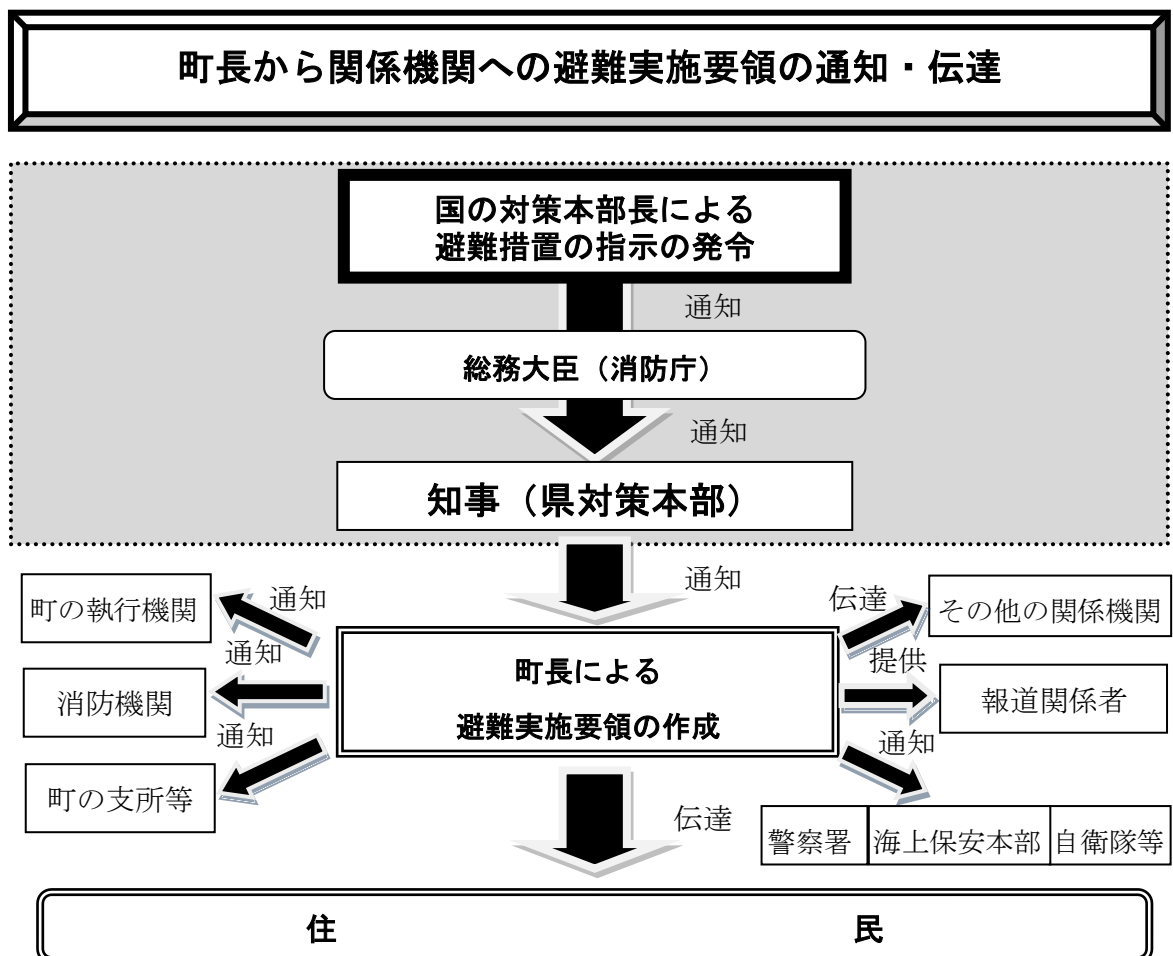 町長から関係機関への避難実施要領の通知・伝達
国の対策本部長による
避難措置の指示の発令
通知
総務大臣（消防庁）
通知
知事（県対策本部）
通知
町の執行機関
通知
伝達
その他の関係機関
通知
消防機関
町長による
避難実施要領の作成
提供
報道関係者
通知
町の支所等
通知
伝達
警察署
海上保安本部
自衛隊等
住民